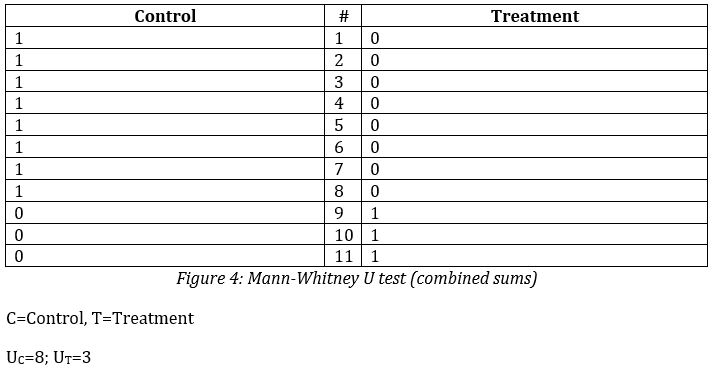 Control # Treatment
1 1 0
1 2 0
1 3 0
1 4 0
1 5 0
1 6 0
1 7 0
1 8 0
0 9 1
0 10 1
0 11 1
Figure 4: Mann-Whitney U test (combined sums)
C=Control, T=Treatment
UC=8; UT=3